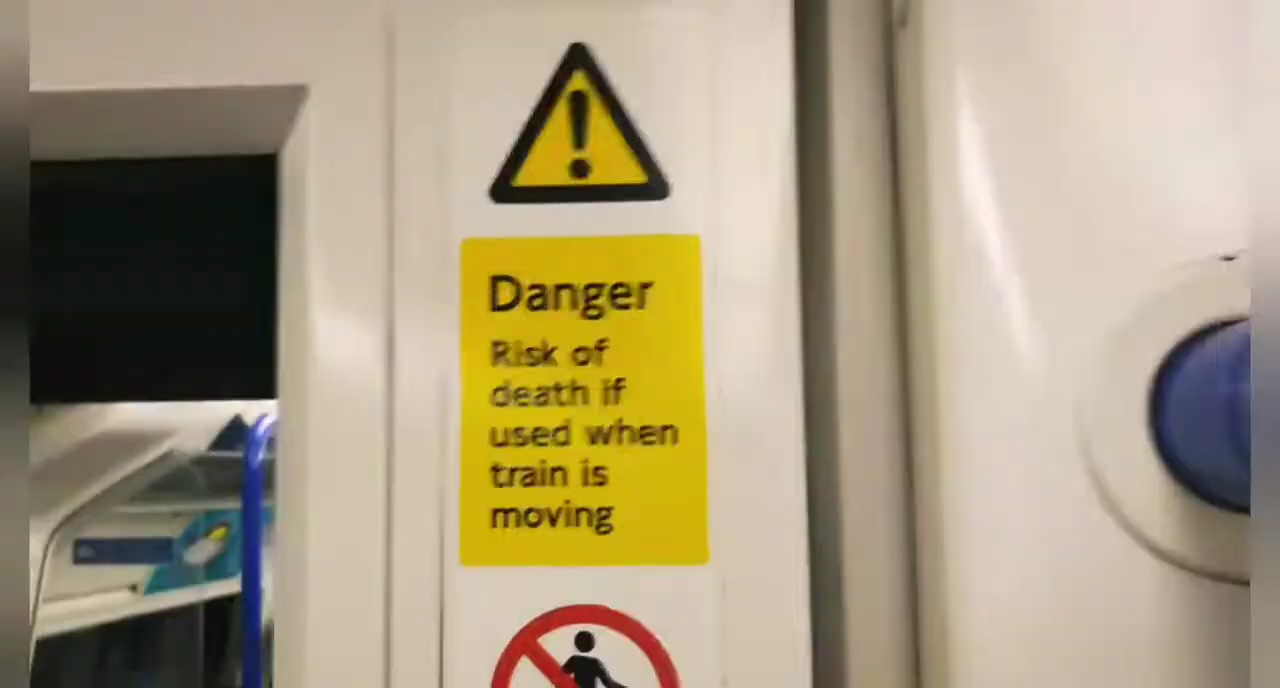 Danger
Risk of
death if
used when
train is
moving